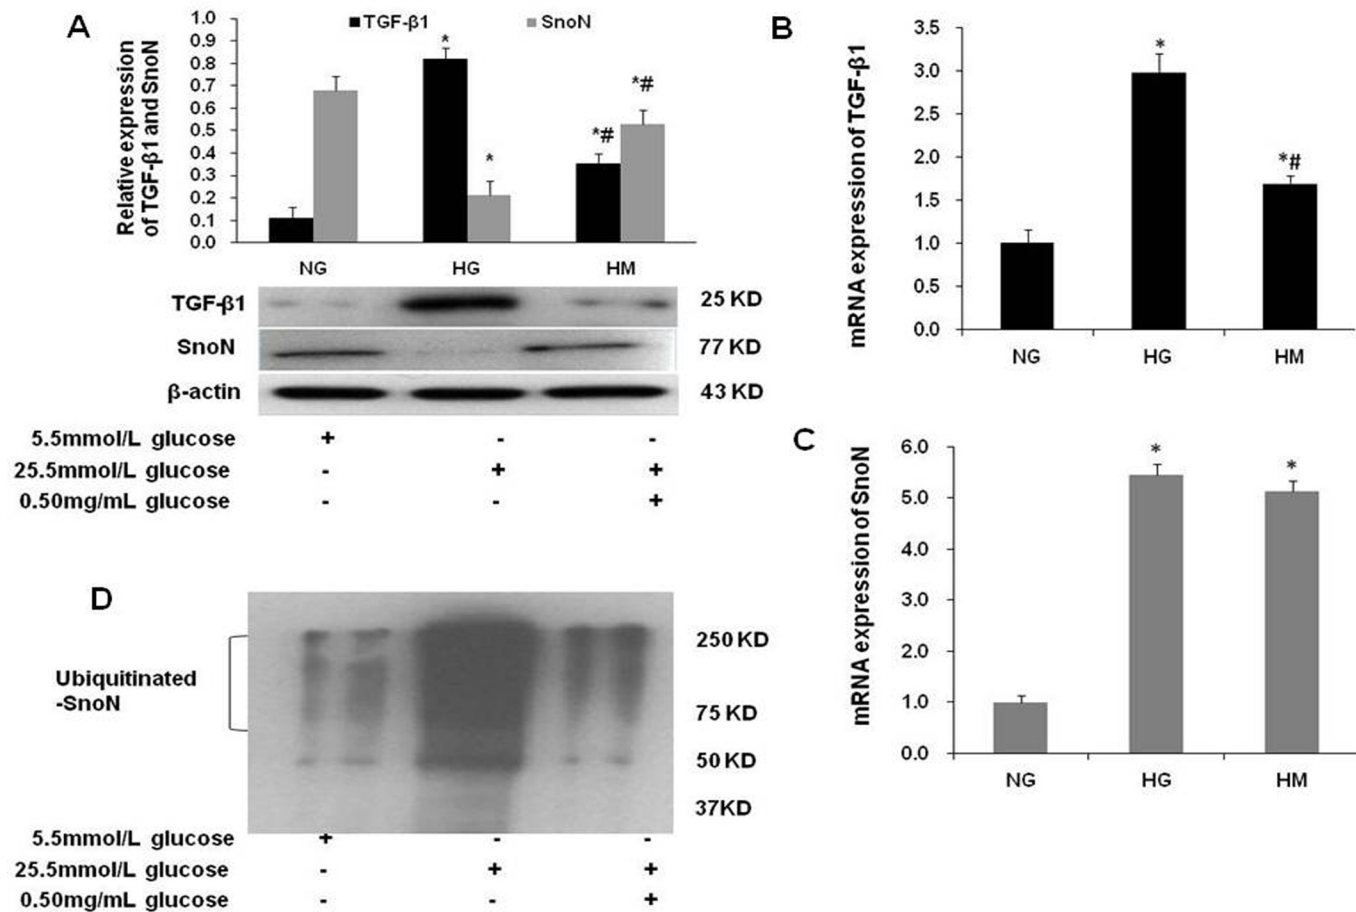 A
TGF-β1 SnoN
Relative expression
of TGF-β1 and SnoN
1.0
0.9
0.8
0.7
0.6
0.5
0.4
0.3
0.2
0.1
0.0
* * *# *#
NG HG HM
TGF-β1 25 KD
SnoN 77 KD
β-actin 43 KD
5.5mmol/L glucose + - -
25.5mmol/L glucose - + +
0.50mg/mL glucose - - +
B
mRNA expression of TGF-β1
3.5
3.0
2.5
2.0
1.5
1.0
0.5
0.0
* *#
NG HG HM
C
mRNA expression of SnoN
6.0
5.0
4.0
3.0
2.0
1.0
0.0
* *
NG HG HM
D
Ubiquitinated
-SnoN
250 KD
75 KD
50 KD
37KD
5.5mmol/L glucose + - -
25.5mmol/L glucose - + +
0.50mg/mL glucose - - +